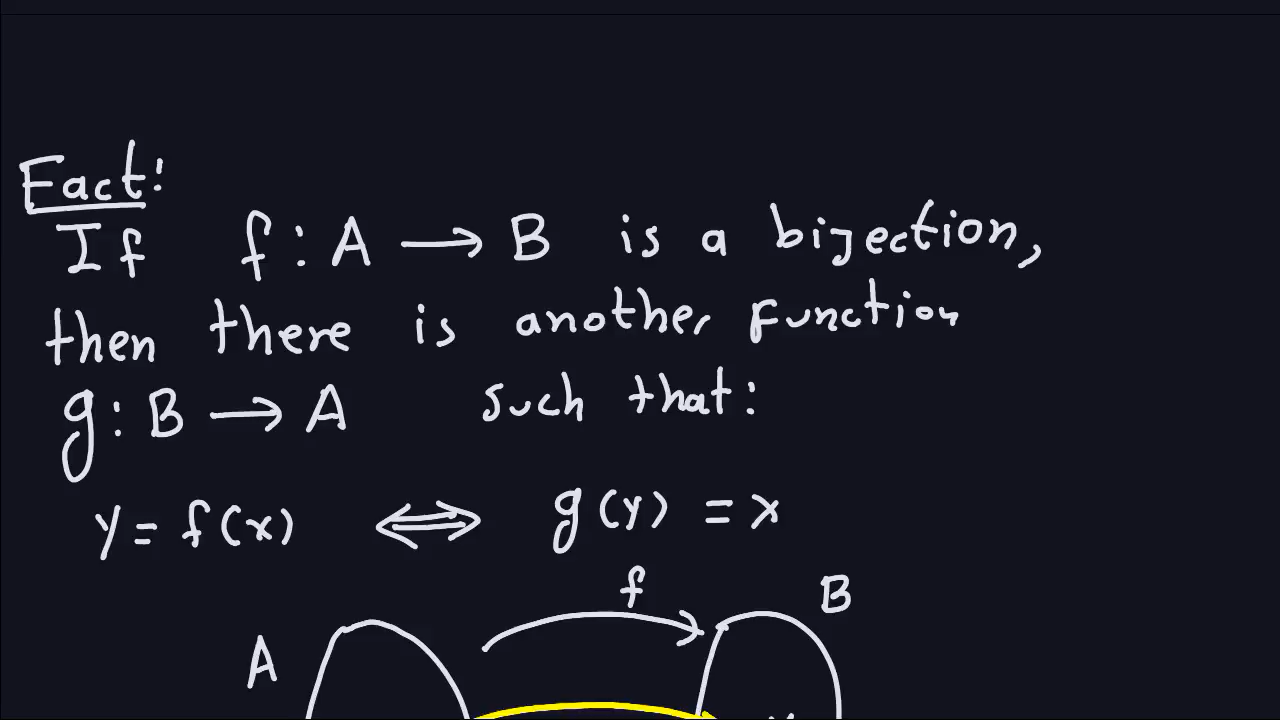 Fact:
If f : A → B is a bijection,
then there is another function
g : B → A such that:
y = f(x) ⟺ g(y) = x
f
B
A